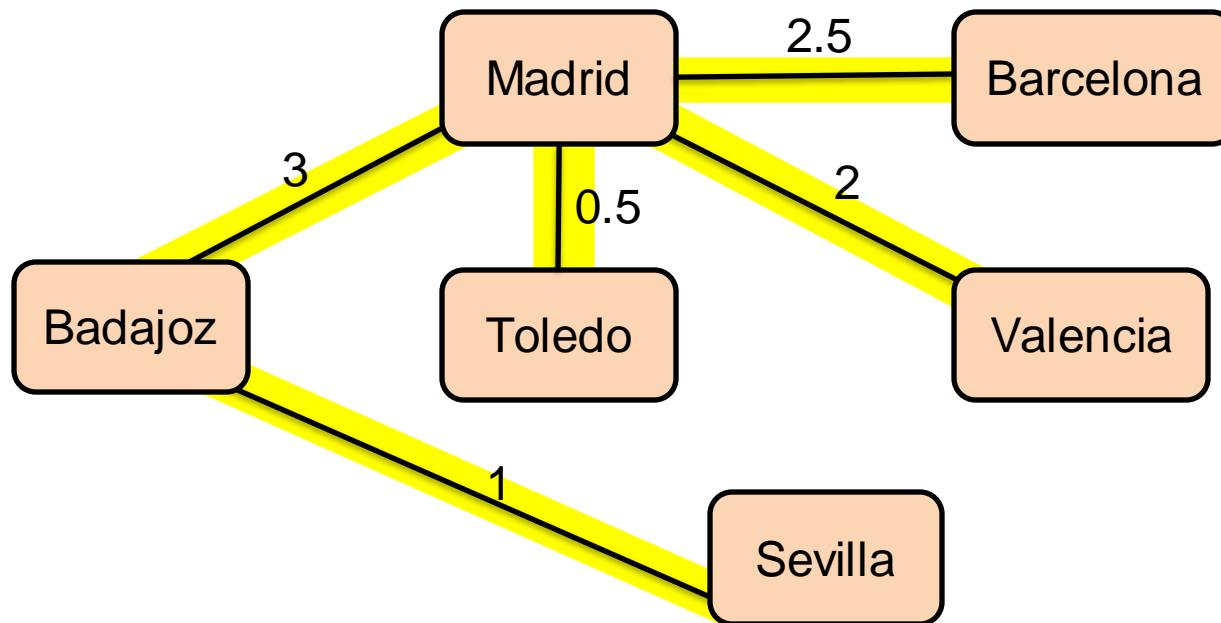 2.5
Madrid
Barcelona
3
2
0.5
Badajoz
Toledo
Valencia
1
Sevilla